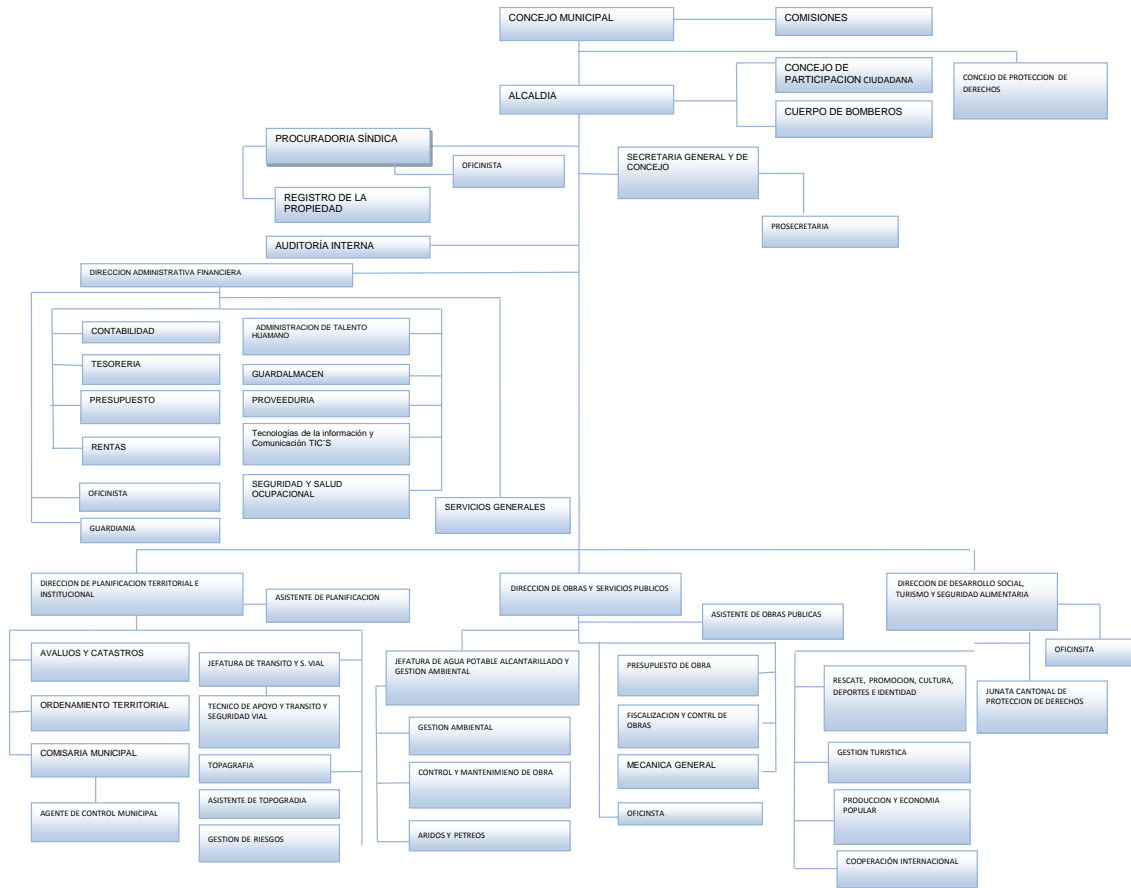 CONCEJO MUNICIPAL
COMISIONES
CONCEJO DE
PARTICIPACION CIUDADANA
CONCEJO DE PROTECCION DE
DERECHOS
ALCALDIA
CUERPO DE BOMBEROS
PROCURADORIA SÍNDICA
OFICINISTA
SECRETARIA GENERAL Y DE
CONCEJO
REGISTRO DE LA
PROPIEDAD
PROSECRETARIA
AUDITORÍA INTERNA
DIRECCION ADMINISTRATIVA FINANCIERA
CONTABILIDAD
TESORERIA
PRESUPUESTO
RENTAS
OFICINISTA
GUARDIANIA
ADMINISTRACION DE TALENTO
HUAMANO
GUARDALMACEN
PROVEEDURIA
Tecnologías de la información y
Comunicación TIC´S
SEGURIDAD Y SALUD
OCUPACIONAL
SERVICIOS GENERALES
DIRECCION DE PLANIFICACION TERRITORIAL E
INSTITUCIONAL
ASISTENTE DE PLANIFICACION
AVALUOS Y CATASTROS
ORDENAMIENTO TERRITORIAL
COMISARIA MUNICIPAL
AGENTE DE CONTROL MUNICIPAL
JEFATURA DE TRANSITO Y S. VIAL
TECNICO DE APOYO Y TRANSITO Y
SEGURIDAD VIAL
TOPAGRAFIA
ASISTENTE DE TOPOGRADIA
GESTION DE RIESGOS
DIRECCION DE OBRAS Y SERVICIOS PUBLICOS
ASISTENTE DE OBRAS PUBLICAS
JEFATURA DE AGUA POTABLE ALCANTARILLADO Y
GESTION AMBIENTAL
GESTION AMBIENTAL
CONTROL Y MANTENIMIENO DE OBRA
ARIDOS Y PETREOS
PRESUPUESTO DE OBRA
FISCALIZACION Y CONTRL DE
OBRAS
MECANICA GENERAL
OFICINSTA
DIRECCION DE DESARROLLO SOCIAL,
TURISMO Y SEGURIDAD ALIMENTARIA
OFICINSITA
RESCATE, PROMOCION, CULTURA,
DEPORTES E IDENTIDAD
JUNATA CANTONAL DE
PROTECCION DE DERECHOS
GESTION TURISTICA
PRODUCCION Y ECONOMIA
POPULAR
COOPERACIÓN INTERNACIONAL